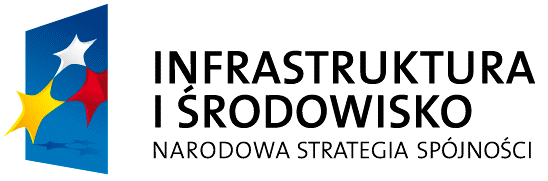 INFRASTRUKTURA
I ŚRODOWISKO
NARODOWA STRATEGIA SPÓJNOŚCI